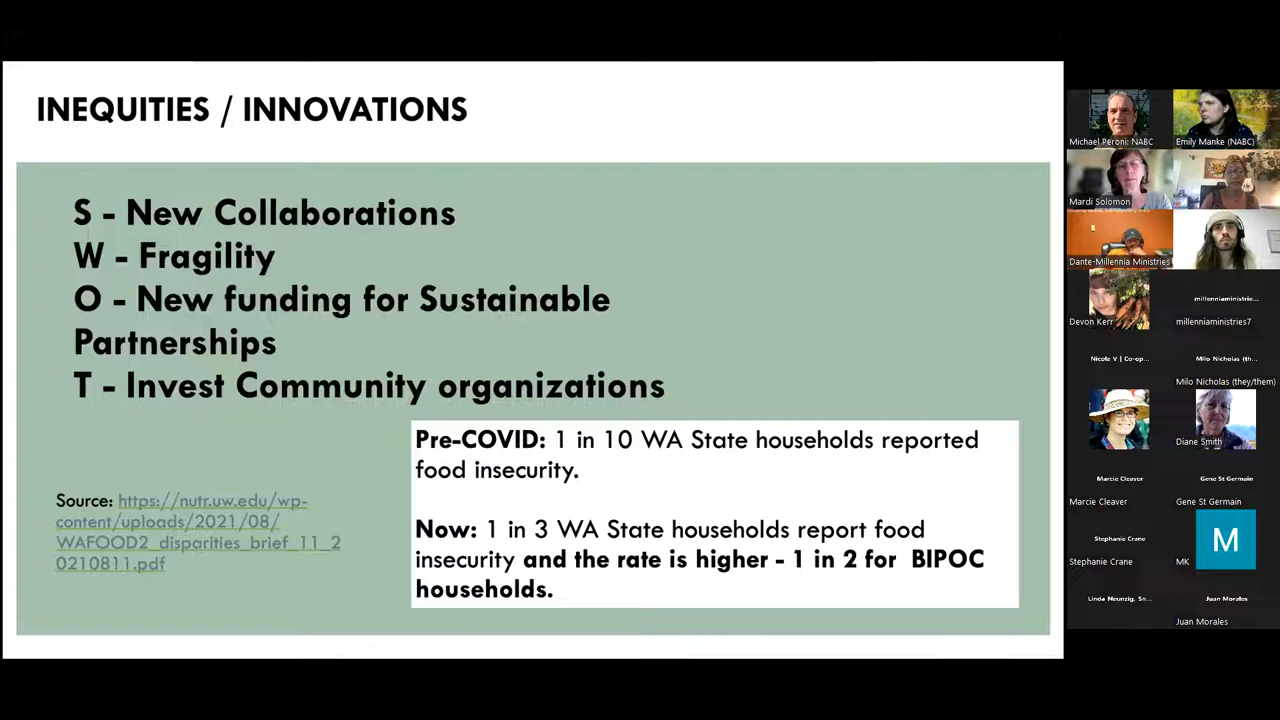 INEQUITIES / INNOVATIONS
S - New Collaborations
W - Fragility
O - New funding for Sustainable
Partnerships
T - Invest Community organizations
Pre-COVID: 1 in 10 WA State households reported
food insecurity.
Now: 1 in 3 WA State households report food
insecurity and the rate is higher - 1 in 2 for BIPOC
households.
Source: https://nutr.uw.edu/wp-
content/uploads/2021/08/
WAFOOD2_disparities_brief_11_2
0210811.pdf
Michael Peroni: NABC
Emily Manke (NABC)
Mardi Solomon
Dante-Millennia Ministries
Devon Kerr
millenniaministrie...
millenniaministries7
Nicole V | Co-op...
Milo Nicholas (th...
Milo Nicholas (they/them)
Diane Smith
Marcie Cleaver
Marcie Cleaver
Gene St Germain
Gene St Germain
Stephanie Crane
Stephanie Crane
M
MK
Linda Neunzig, Sn...
Juan Morales
Juan Morales